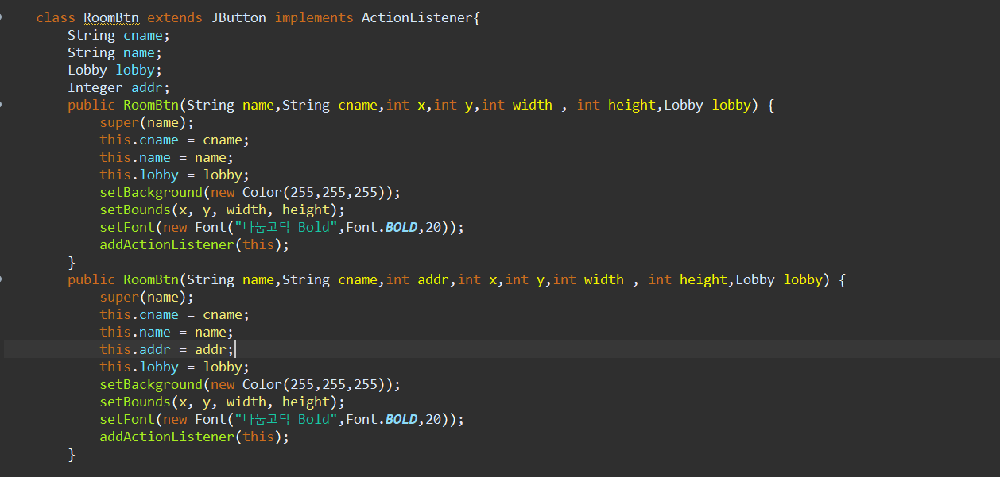 class RoomBtn extends JButton implements ActionListener{
    String cname;
    String name;
    Lobby lobby;
    Integer addr;
    public RoomBtn(String name,String cname,int x,int y,int width , int height,Lobby lobby) {
        super(name);
        this.cname = cname;
        this.name = name;
        this.lobby = lobby;
        setBackground(new Color(255,255,255));
        setBounds(x, y, width, height);
        setFont(new Font("나눔고딕 Bold",Font.BOLD,20));
        addActionListener(this);
    }
    public RoomBtn(String name,String cname,int addr,int x,int y,int width , int height,Lobby lobby) {
        super(name);
        this.cname = cname;
        this.name = name;
        this.addr = addr;
        this.lobby = lobby;
        setBackground(new Color(255,255,255));
        setBounds(x, y, width, height);
        setFont(new Font("나눔고딕 Bold",Font.BOLD,20));
        addActionListener(this);
    }